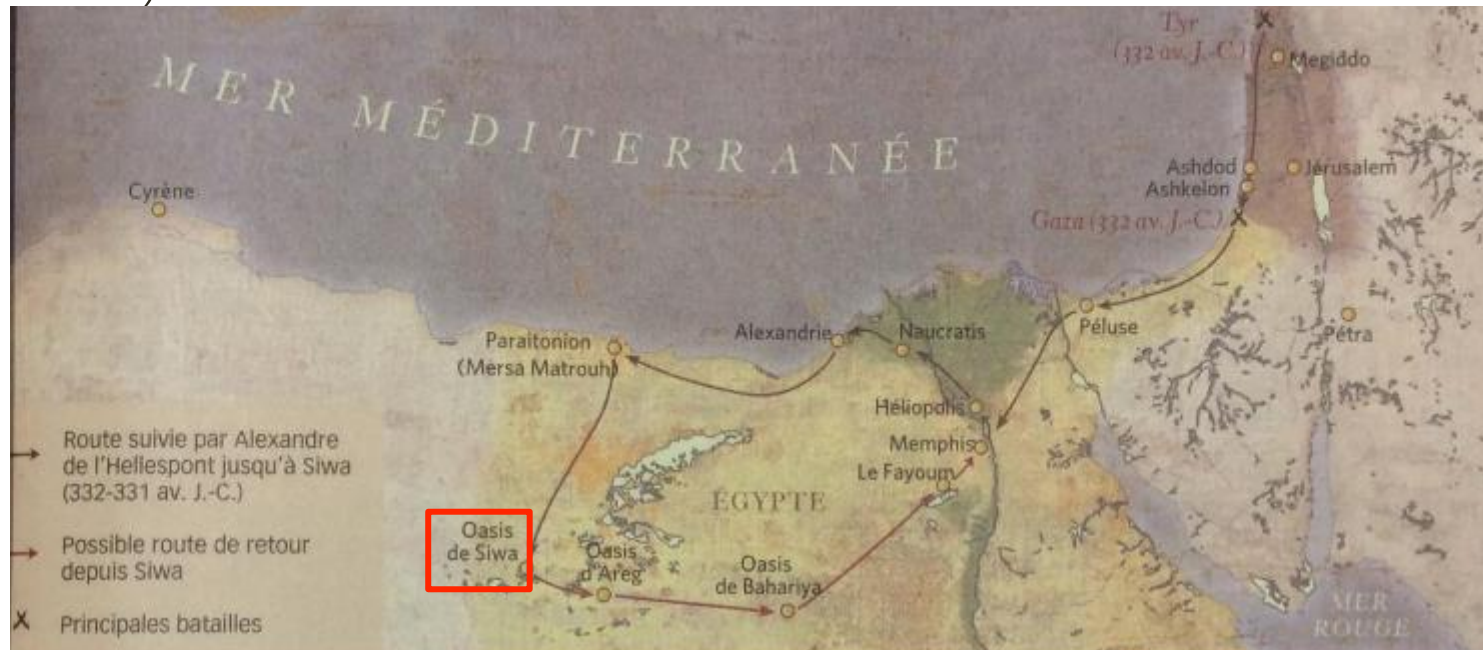 Tyr
(332 av. J.-C.)
Megiddo
MER MÉDITERRANÉE
Ashdod
Jérusalem
Ashkelon
Cyrène
Gaza (332 av. J.-C.)
Péluse
Pétra
Alexandrie
Naucratis
Paraitonion
(Mersa Matrouh)
Héliopolis
Memphis
Le Fayoum
ÉGYPTE
Route suivie par Alexandre
de l'Hellespont jusqu'à Siwa
(332-331 av. J.-C.)
Oasis
de Siwa
Oasis
d'Areg
Oasis
de Bahariya
Possible route de retour
depuis Siwa
Principales batailles
MER
ROUGE